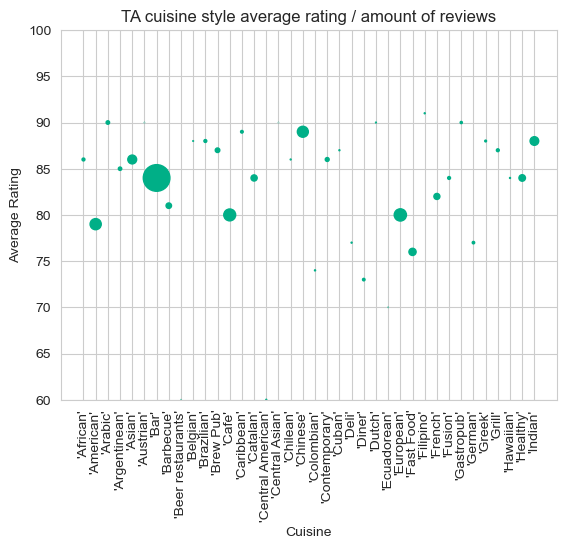 TA cuisine style average rating / amount of reviews
100
95
90
85
80
75
70
65
60
Average Rating
'African'
'American'
'Arabic'
'Argentinean'
'Asian'
'Austrian'
'Bar'
'Barbecue'
'Beer restaurants'
'Belgian'
'Brazilian'
'Brew Pub'
'Cafe'
'Caribbean'
'Catalan'
'Central American'
'Central Asian'
'Chilean'
'Chinese'
'Colombian'
'Contemporary'
'Cuban'
'Deli'
'Diner'
'Dutch'
'Ecuadorean'
'European'
'Fast Food'
'Filipino'
'French'
'Fusion'
'Gastropub'
'German'
'Greek'
'Grill'
'Hawaiian'
'Healthy'
'Indian'
Cuisine